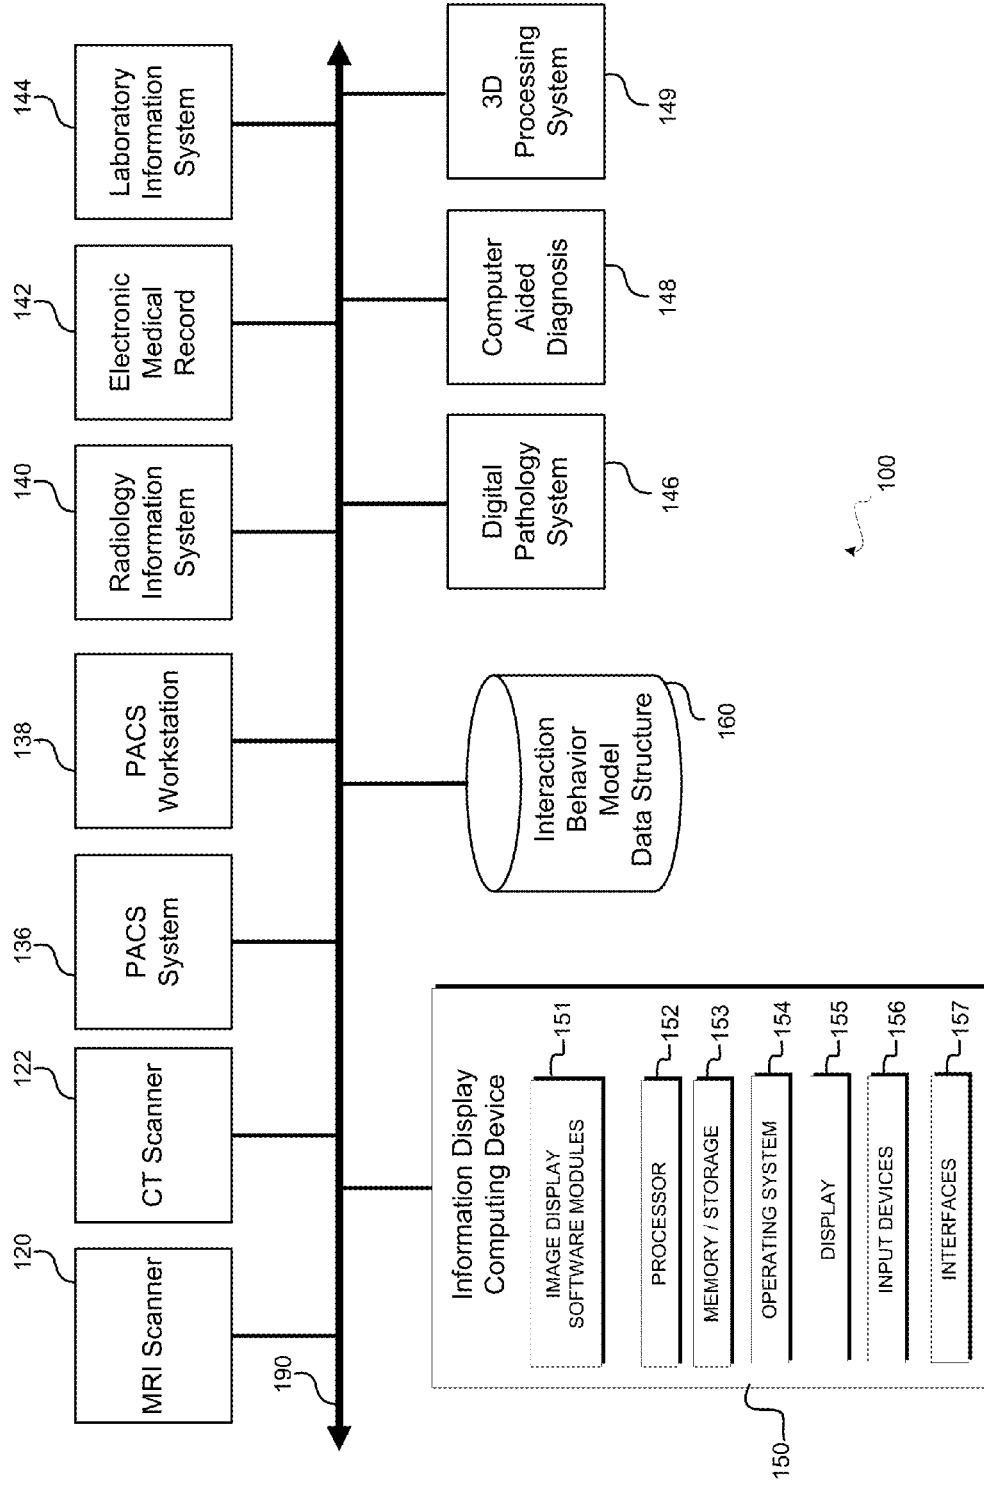 120
122
136
138
140
142
144
MRI Scanner
CT Scanner
PACS
System
PACS
Workstation
Radiology
Information
System
Electronic
Medical
Record
Laboratory
Information
System
190
Information Display
Computing Device
IMAGE DISPLAY
SOFTWARE MODULES
151
PROCESSOR
152
MEMORY / STORAGE
153
OPERATING SYSTEM
154
DISPLAY
155
INPUT DEVICES
156
INTERFACES
157
150
Interaction
Behavior
Model
Data Structure
160
Digital
Pathology
System
146
Computer
Aided
Diagnosis
148
3D
Processing
System
149
100